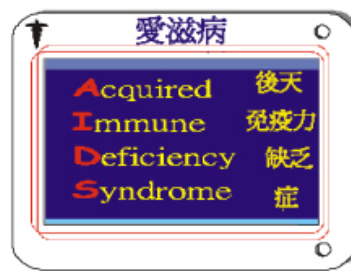 愛滋病
Acquired 後天
Immune 免疫力
Deficiency 缺乏
Syndrome 症